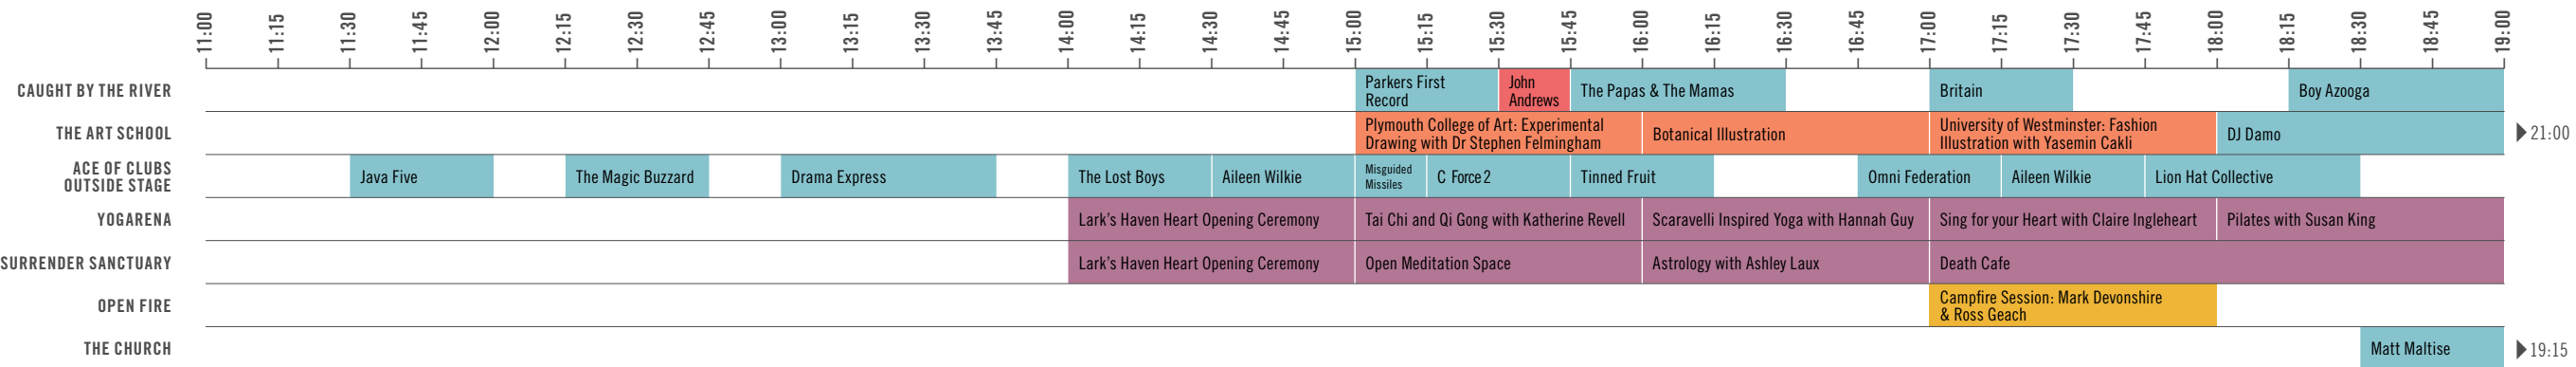 11:00 11:15 11:30 11:45 12:00 12:15 12:30 12:45 13:00 13:15 13:30 13:45 14:00 14:15 14:30 14:45 15:00 15:15 15:30 15:45 16:00 16:15 16:30 16:45 17:00 17:15 17:30 17:45 18:00 18:15 18:30 18:45 19:00
CAUGHT BY THE RIVER
Parkers First
Record
John
Andrews
The Papas & The Mamas
Britain
Boy Azooga
THE ART SCHOOL
Plymouth College of Art: Experimental
Drawing with Dr Stephen Felmingham
Botanical Illustration
University of Westminster: Fashion
Illustration with Yasemin Cakli
DJ Damo
21:00
ACE OF CLUBS
OUTSIDE STAGE
Java Five
The Magic Buzzard
Drama Express
The Lost Boys
Aileen Wilkie
Misguided
Missiles
C Force 2
Tinned Fruit
Omni Federation
Aileen Wilkie
Lion Hat Collective
YOGARENA
Lark's Haven Heart Opening Ceremony
Tai Chi and Qi Gong with Katherine Revell
Scaravelli Inspired Yoga with Hannah Guy
Sing for your Heart with Claire Ingleheart
Pilates with Susan King
SURRENDER SANCTUARY
Lark's Haven Heart Opening Ceremony
Open Meditation Space
Astrology with Ashley Laux
Death Cafe
OPEN FIRE
Campfire Session: Mark Devonshire
& Ross Geach
THE CHURCH
Matt Maltise
19:15